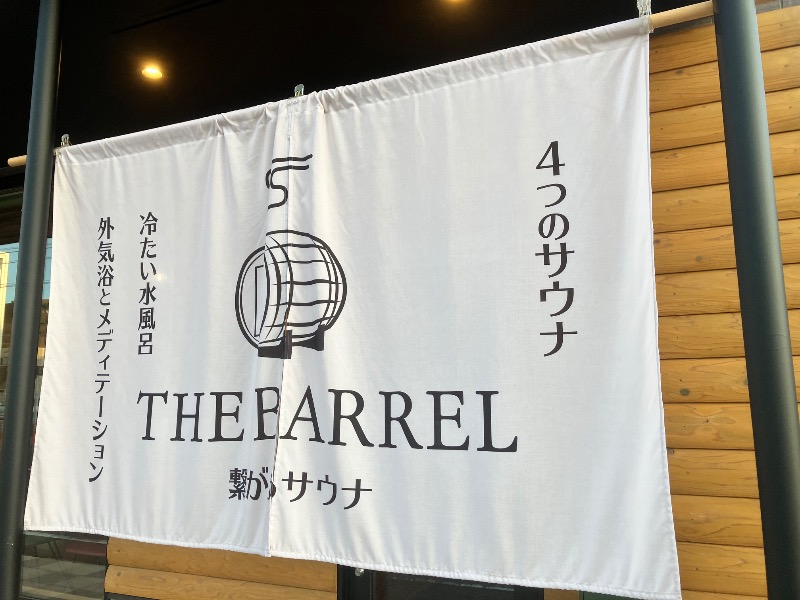 4つのサウナ
冷たい水風呂
外気浴とメディテーション
THE BARREL
繋がるサウナ